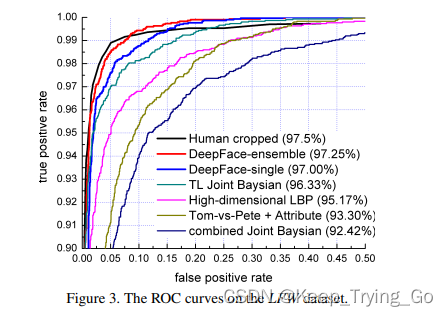 1.00
0.99
0.98
0.97
0.96
0.95
0.94
0.93
0.92
0.91
0.90
true positive rate
Human cropped (97.5%)
DeepFace-ensemble (97.25%)
DeepFace-single (97.00%)
TL Joint Baysian (96.33%)
High-dimensional LBP (95.17%)
Tom-vs-Pete + Attribute (93.30%)
combined Joint Baysian (92.42%)
0.00 0.05 0.10 0.15 0.20 0.25 0.30 0.35 0.40 0.45 0.50
false positive rate
Figure 3. The ROC curves on the LFW dataset.
CSDN @Keep_Trying_Go